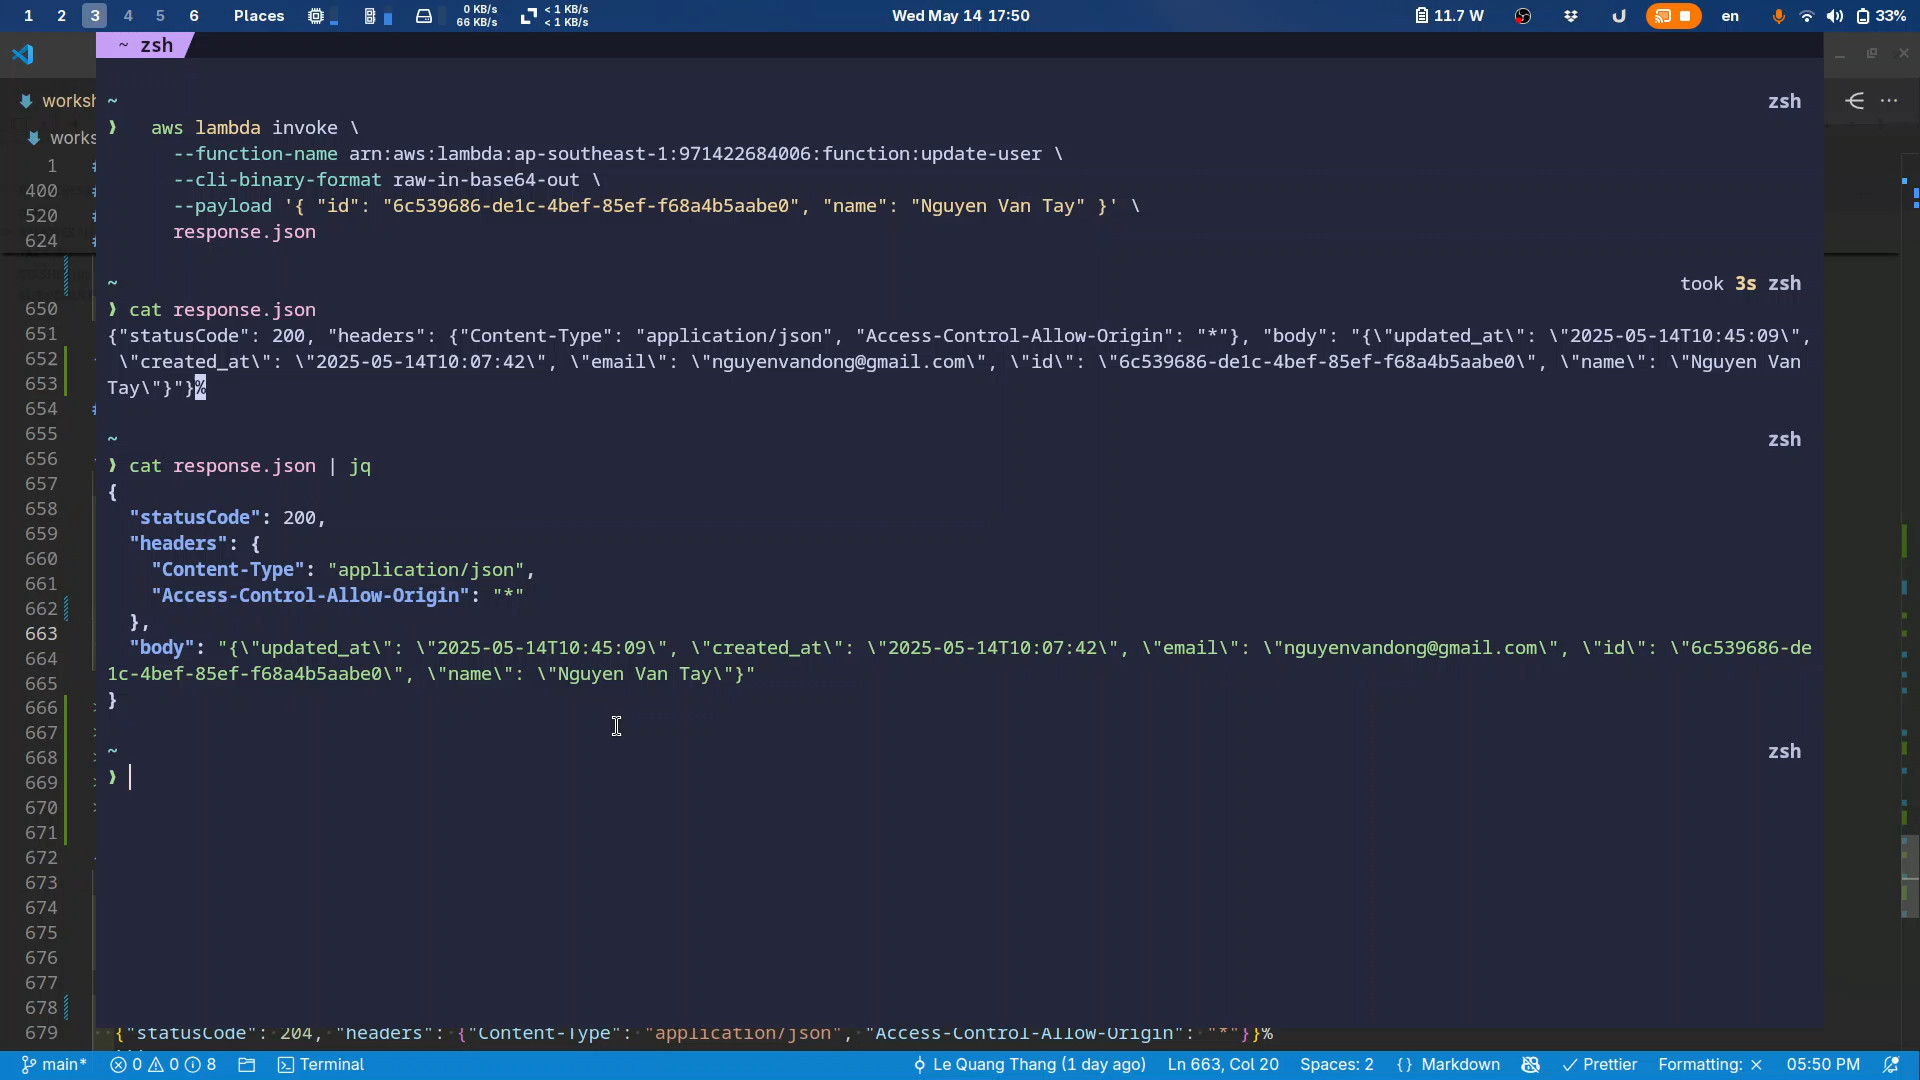 1 2 3 4 5 6 Places 0 KB/s 66 KB/s < 1 KB/s < 1 KB/s Wed May 14 17:50 11.7 W en 33%
~ zsh
worksh
works
1
400
520
624
650
651
652
653
654
655
656
657
658
659
660
661
662
663
664
665
666
667
668
669
670
671
672
673
674
675
676
677
678
679
~ zsh
❱ aws lambda invoke \
--function-name arn:aws:lambda:ap-southeast-1:971422684006:function:update-user \
--cli-binary-format raw-in-base64-out \
--payload '{ "id": "6c539686-de1c-4bef-85ef-f68a4b5aabe0", "name": "Nguyen Van Tay" }' \
response.json
~ took 3s zsh
❱ cat response.json
{"statusCode": 200, "headers": {"Content-Type": "application/json", "Access-Control-Allow-Origin": "*"}, "body": "{\"updated_at\": \"2025-05-14T10:45:09\",
\"created_at\": \"2025-05-14T10:07:42\", \"email\": \"nguyenvandong@gmail.com\", \"id\": \"6c539686-de1c-4bef-85ef-f68a4b5aabe0\", \"name\": \"Nguyen Van
Tay\"}"}%
~ zsh
❱ cat response.json | jq
{
"statusCode": 200,
"headers": {
"Content-Type": "application/json",
"Access-Control-Allow-Origin": "*"
},
"body": "{\"updated_at\": \"2025-05-14T10:45:09\", \"created_at\": \"2025-05-14T10:07:42\", \"email\": \"nguyenvandong@gmail.com\", \"id\": \"6c539686-de
1c-4bef-85ef-f68a4b5aabe0\", \"name\": \"Nguyen Van Tay\"}"
}
~ zsh
❱
{"statusCode": 204, "headers": {"Content-Type": "application/json", "Access-Control-Allow-Origin": "*"}}%
main* 0 0 8 Terminal Le Quang Thang (1 day ago) Ln 663, Col 20 Spaces: 2 {} Markdown Prettier Formatting: × 05:50 PM